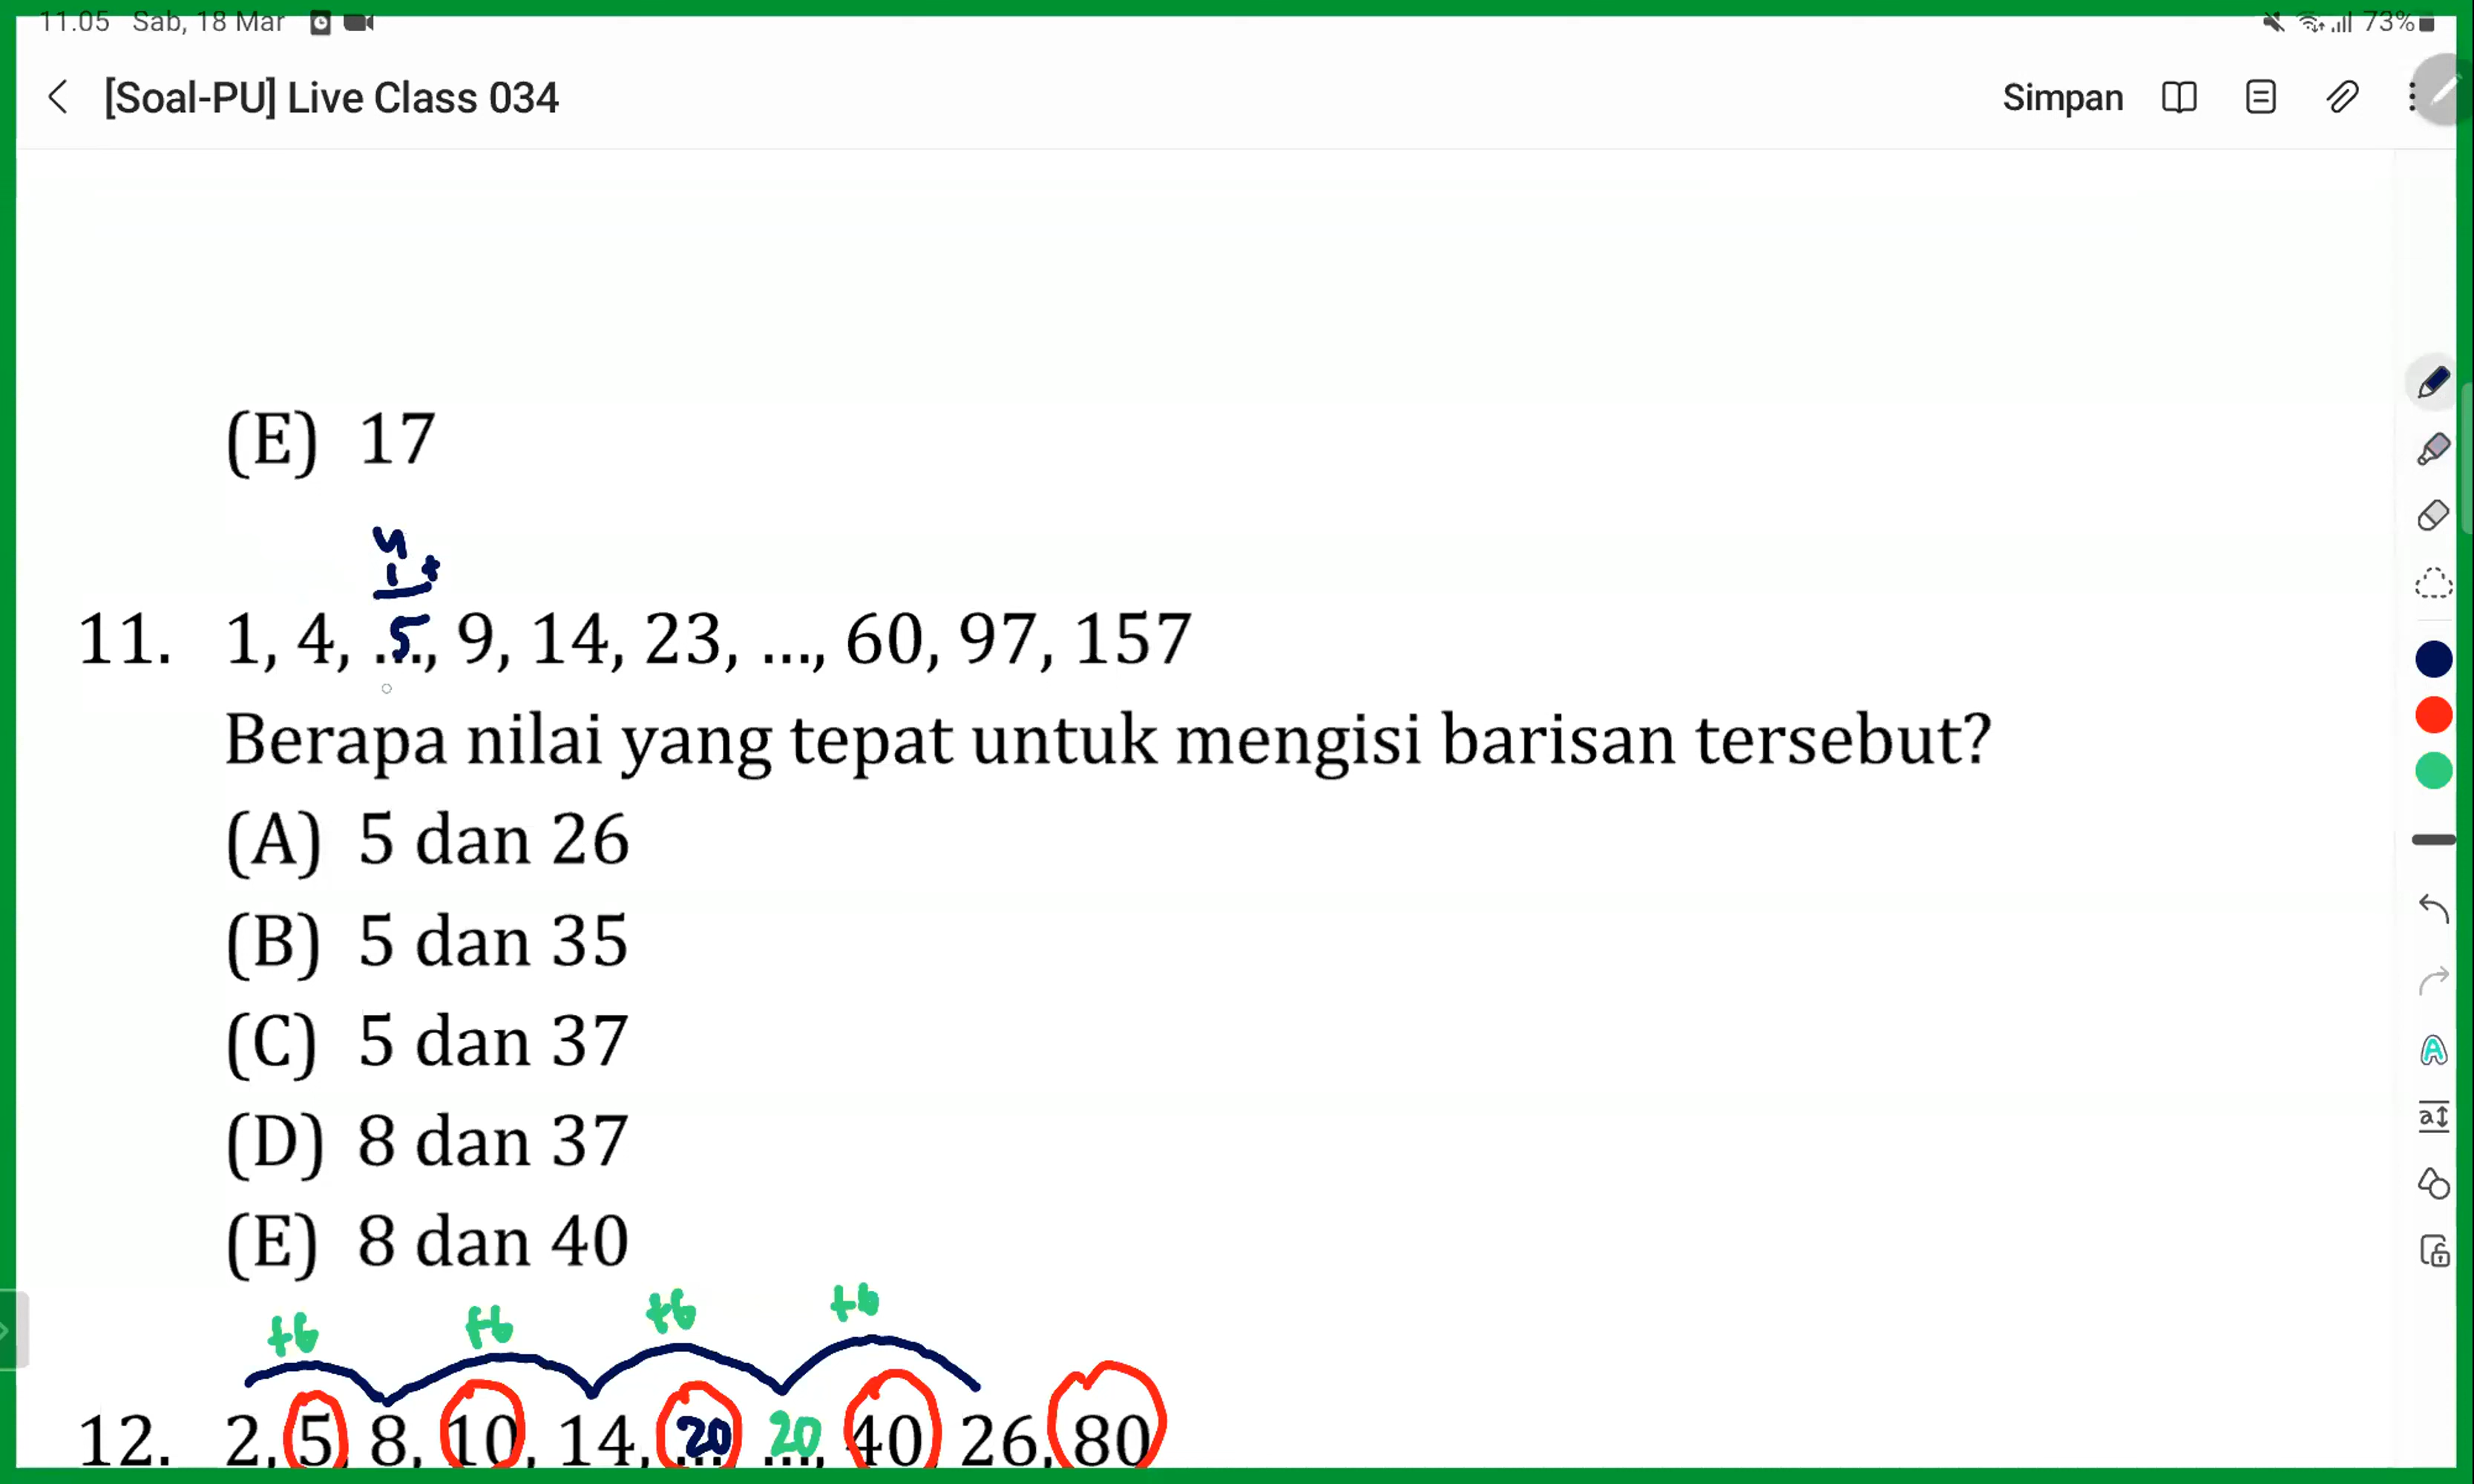 11.05 Sab, 18 Mar 73%
[Soal-PU] Live Class 034 Simpan
(E) 17
4
1 +
11. 1, 4, ..., 9, 14, 23, ..., 60, 97, 157
5
Berapa nilai yang tepat untuk mengisi barisan tersebut?
(A) 5 dan 26
(B) 5 dan 35
(C) 5 dan 37
(D) 8 dan 37
(E) 8 dan 40
+6 +6 +6 +6
12. 2, 5, 8, 10, 14, 20 20 40, 26, 80